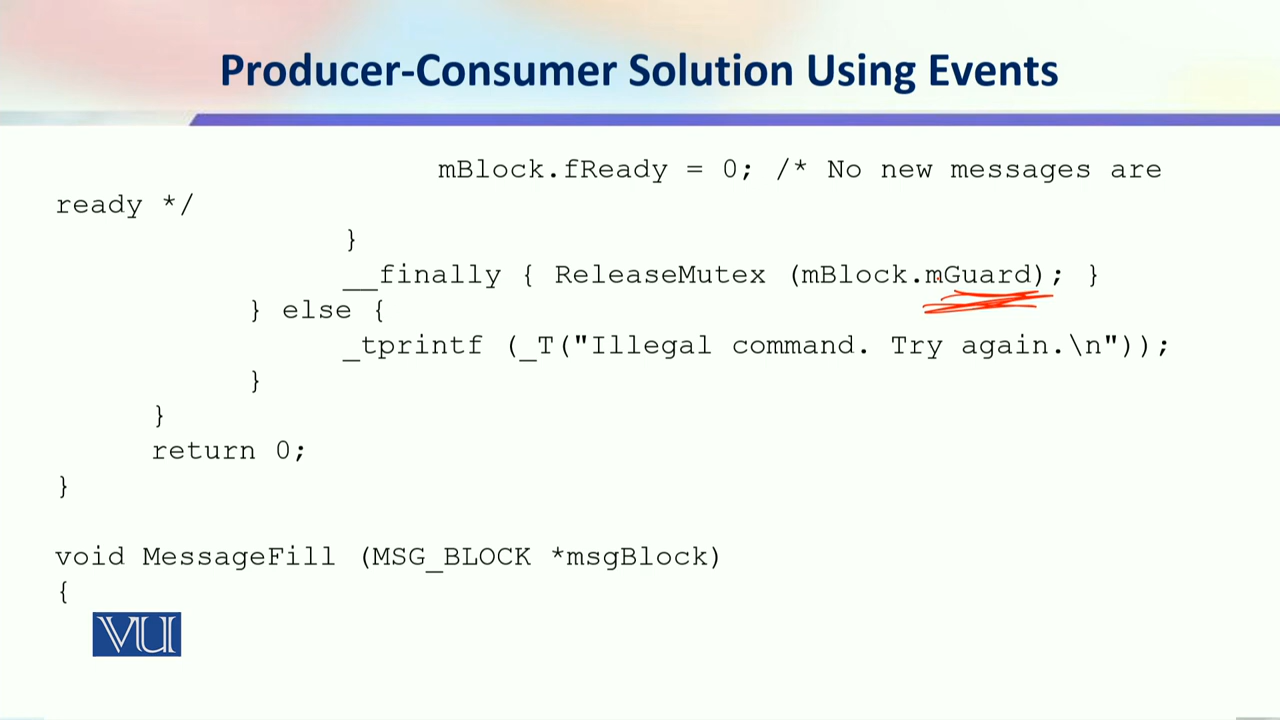 Producer-Consumer Solution Using Events
mBlock.fReady = 0; /* No new messages are
ready */
}
__finally { ReleaseMutex (mBlock.mGuard); }
} else {
_tprintf (_T("Illegal command. Try again.\n"));
}
}
return 0;
}
void MessageFill (MSG_BLOCK *msgBlock)
{
VU